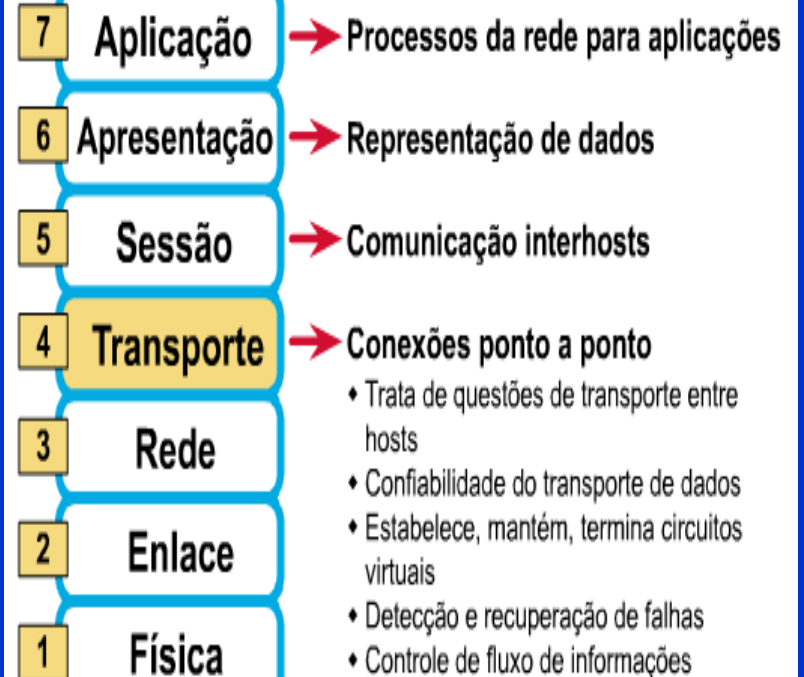 7 Aplicação Processos da rede para aplicações
6 Apresentação Representação de dados
5 Sessão Comunicação interhosts
4 Transporte Conexões ponto a ponto
• Trata de questões de transporte entre
hosts
3 Rede
• Confiabilidade do transporte de dados
• Estabelece, mantém, termina circuitos
virtuais
2 Enlace
• Detecção e recuperação de falhas
1 Física
• Controle de fluxo de informações